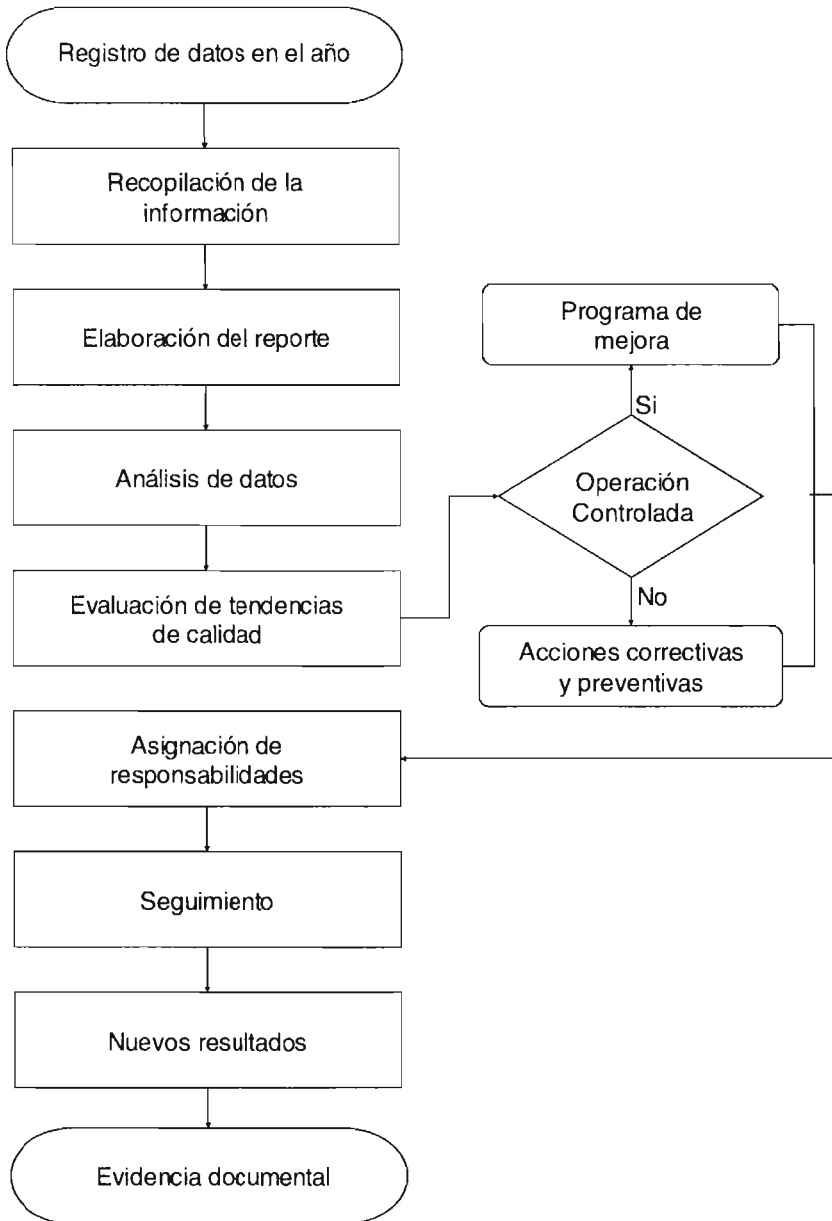 Registro de datos en el año
Recopilación de la
información
Elaboración del reporte
Análisis de datos
Evaluación de tendencias
de calidad
Programa de
mejora
Si
Operación
Controlada
No
Acciones correctivas
y preventivas
Asignación de
responsabilidades
Seguimiento
Nuevos resultados
Evidencia documental